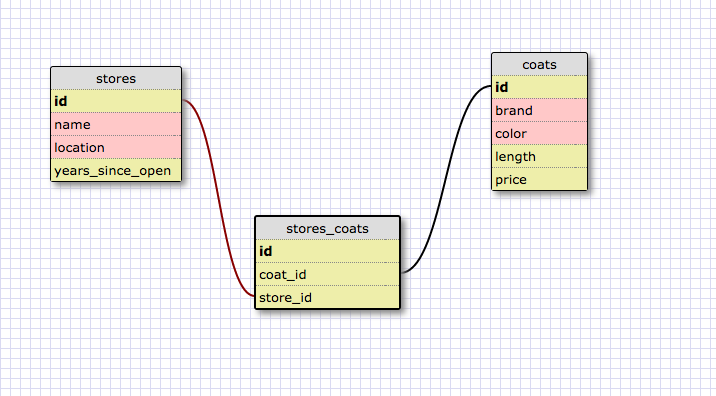 stores
id
name
location
years_since_open
coats
id
brand
color
length
price
stores_coats
id
coat_id
store_id